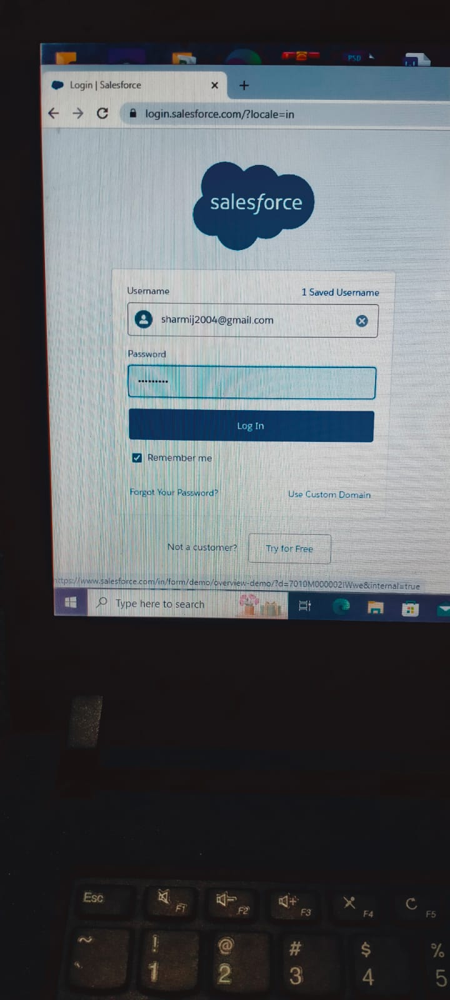 PSD
Login | Salesforce
login.salesforce.com/?locale=in
salesforce
Username
1 Saved Username
sharmij2004@gmail.com
Password
•••••••••
Log In
Remember me
Forgot Your Password?
Use Custom Domain
Not a customer?
Try for Free
https://www.salesforce.com/in/form/demo/overview-demo/?d=7010M000002IWwe&internal=true
Type here to search
Esc
F1
F2
F3
F4
C
F5
~
!
@
#
$
%
`
1
2
3
4
5